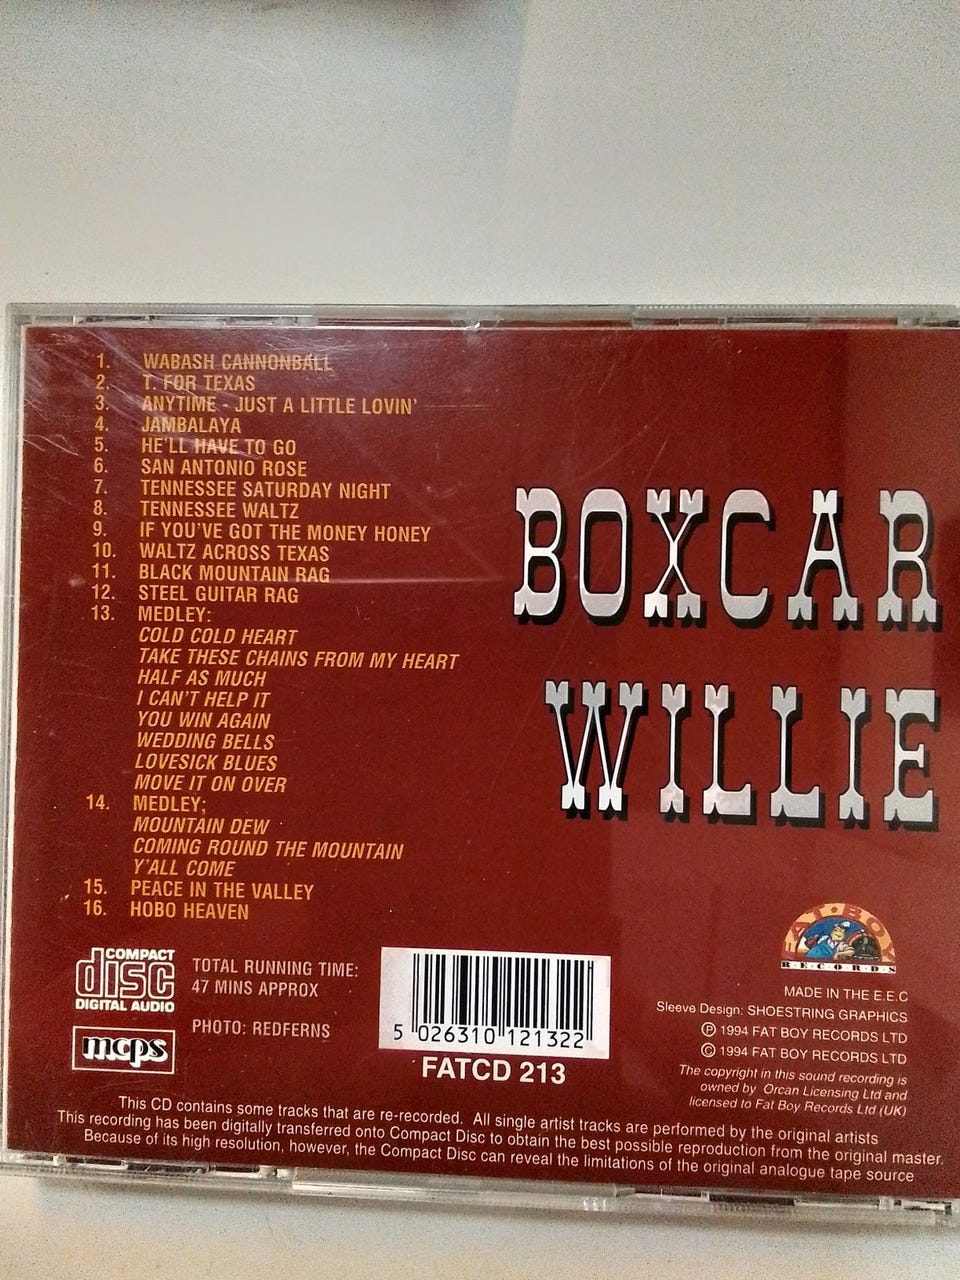 1. WABASH CANNONBALL
2. T. FOR TEXAS
3. ANYTIME - JUST A LITTLE LOVIN'
4. JAMBALAYA
5. HE'LL HAVE TO GO
6. SAN ANTONIO ROSE
7. TENNESSEE SATURDAY NIGHT
8. TENNESSEE WALTZ
9. IF YOU'VE GOT THE MONEY HONEY
10. WALTZ ACROSS TEXAS
11. BLACK MOUNTAIN RAG
12. STEEL GUITAR RAG
13. MEDLEY:
COLD COLD HEART
TAKE THESE CHAINS FROM MY HEART
HALF AS MUCH
I CAN'T HELP IT
YOU WIN AGAIN
WEDDING BELLS
LOVESICK BLUES
MOVE IT ON OVER
14. MEDLEY;
MOUNTAIN DEW
COMING ROUND THE MOUNTAIN
Y'ALL COME
15. PEACE IN THE VALLEY
16. HOBO HEAVEN
BOXCAR
WILLIE
COMPACT
disc
DIGITAL AUDIO
mcps
TOTAL RUNNING TIME:
47 MINS APPROX
PHOTO: REDFERNS
5 026310 121322
FATCD 213
FAT·BOY
R·E·C·O·R·D·S
MADE IN THE E.E.C
Sleeve Design: SHOESTRING GRAPHICS
℗ 1994 FAT BOY RECORDS LTD
© 1994 FAT BOY RECORDS LTD
The copyright in this sound recording is
owned by Orcan Licensing Ltd and
licensed to Fat Boy Records Ltd (UK)
This CD contains some tracks that are re-recorded. All single artist tracks are performed by the original artists
This recording has been digitally transferred onto Compact Disc to obtain the best possible reproduction from the original master.
Because of its high resolution, however, the Compact Disc can reveal the limitations of the original analogue tape source